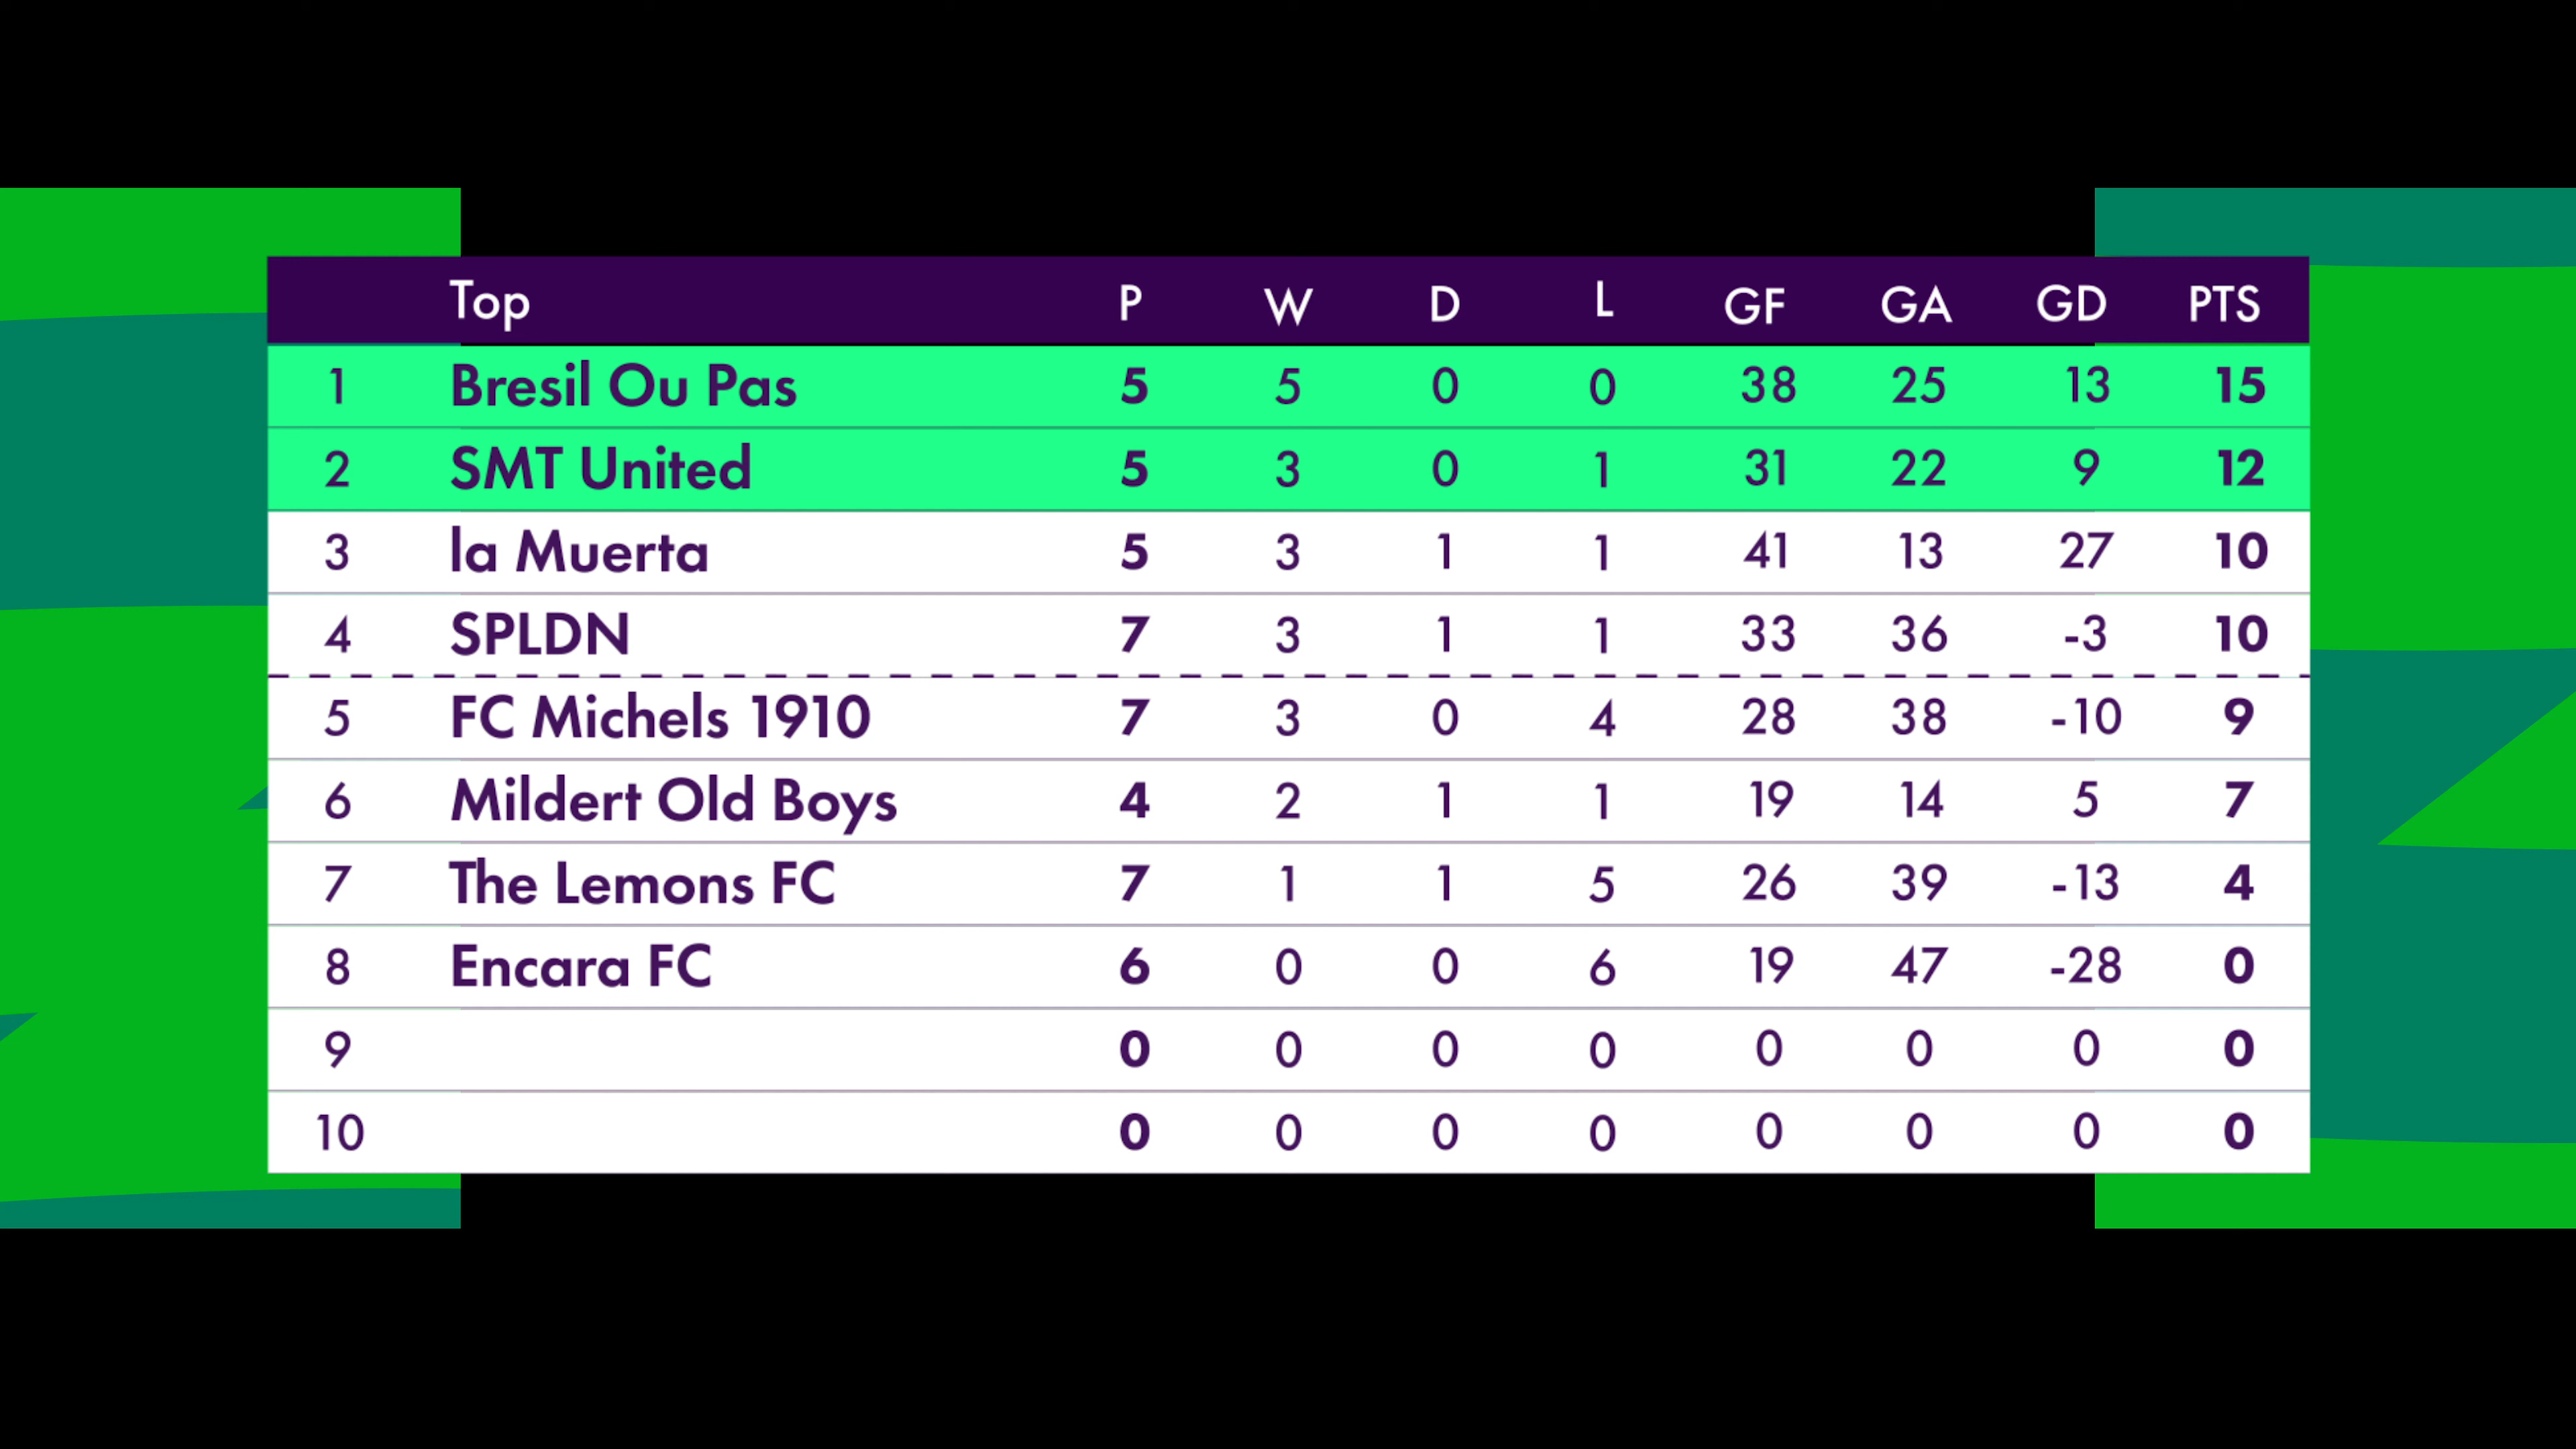 Top P W D L GF GA GD PTS
1 Bresil Ou Pas 5 5 0 0 38 25 13 15
2 SMT United 5 3 0 1 31 22 9 12
3 la Muerta 5 3 1 1 41 13 27 10
4 SPLDN 7 3 1 1 33 36 -3 10
5 FC Michels 1910 7 3 0 4 28 38 -10 9
6 Mildert Old Boys 4 2 1 1 19 14 5 7
7 The Lemons FC 7 1 1 5 26 39 -13 4
8 Encara FC 6 0 0 6 19 47 -28 0
9 0 0 0 0 0 0 0 0
10 0 0 0 0 0 0 0 0